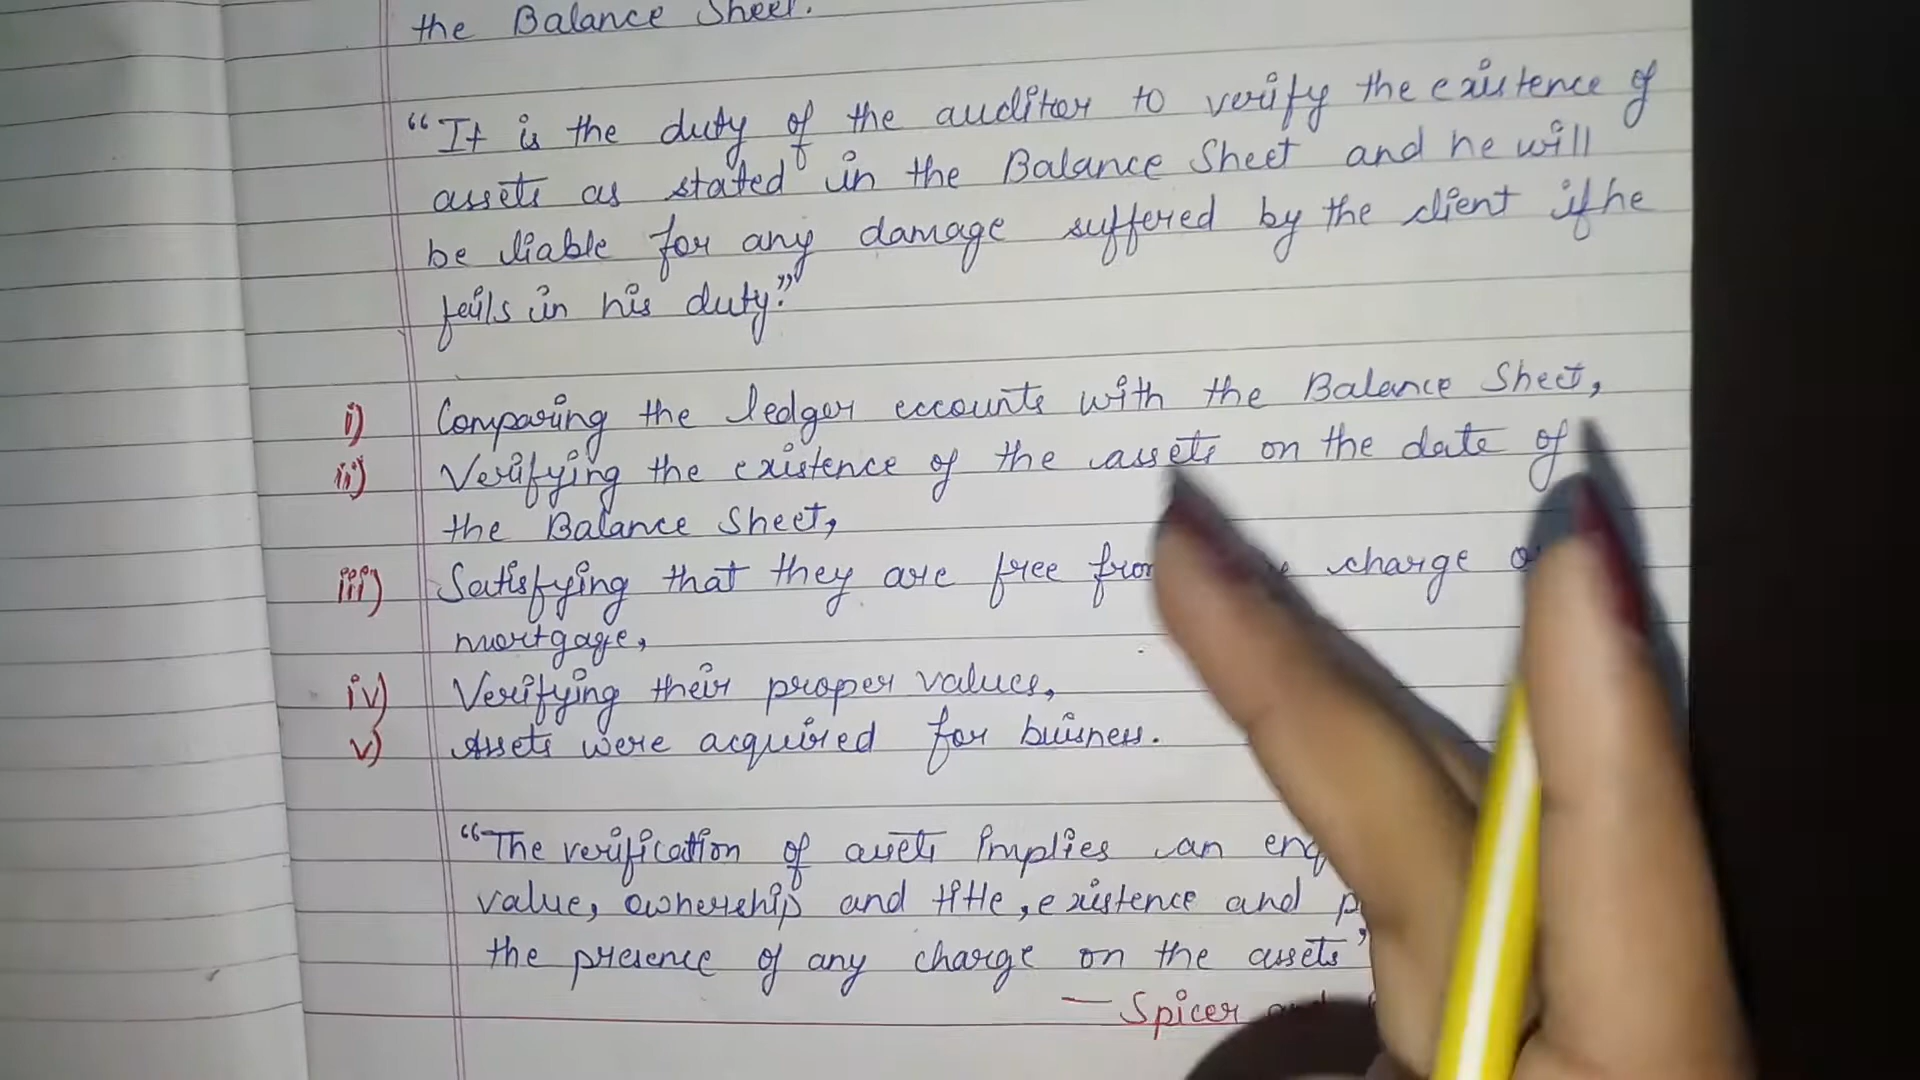 the Balance Sheet.
"It is the duty of the auditor to verify the existence of
assets as stated in the Balance Sheet and he will
be liable for any damage suffered by the client if he
fails in his duty."
i) Comparing the ledger accounts with the Balance Sheet,
ii) Verifying the existence of the assets on the date of
the Balance Sheet,
iii) Satisfying that they are free charge
mortgage,
iv) Verifying their proper values,
v) Assets were acquired for buisness.
"The verification of assets implies an
value, ownership and title, existence and
the presence of any charge on the assets"
— Spicer